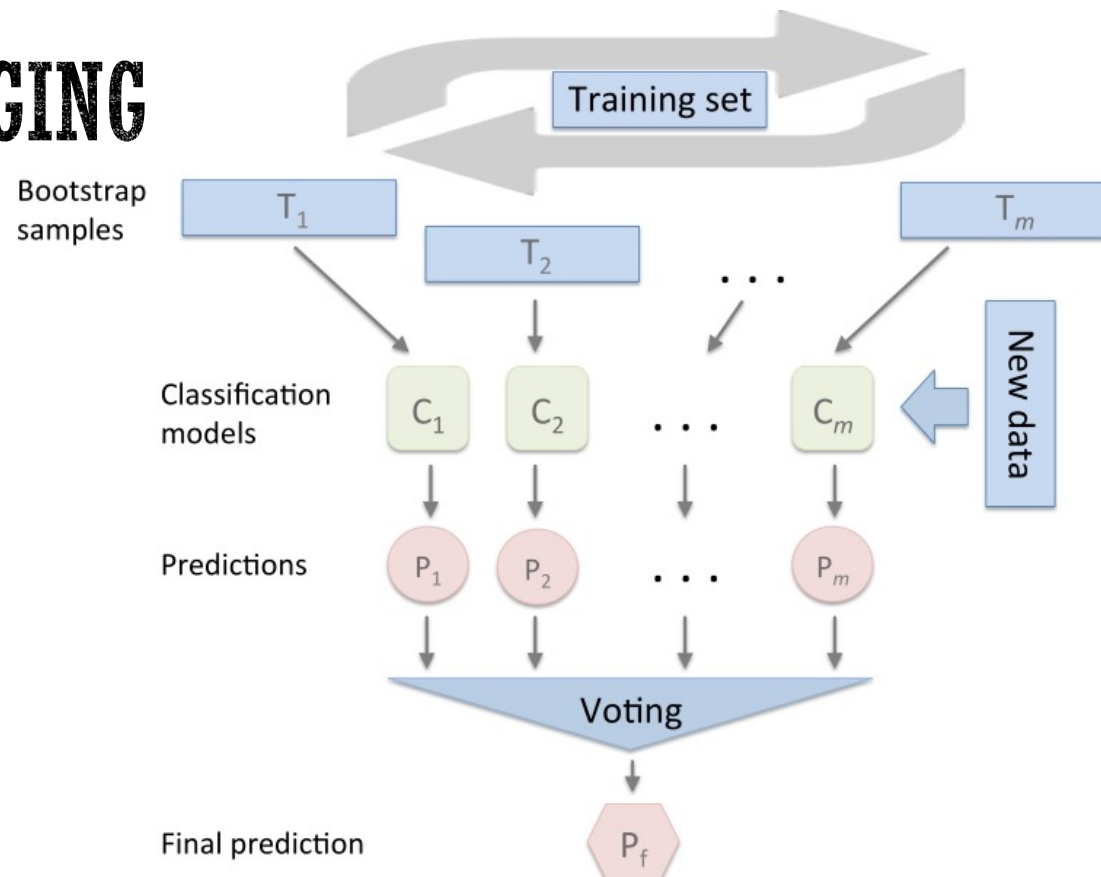 GING
Training set
Bootstrap
samples
T₁
T₂
. . .
Tₘ
New data
Classification
models
C₁
C₂
. . .
Cₘ
Predictions
P₁
P₂
. . .
Pₘ
Voting
Final prediction
P_f